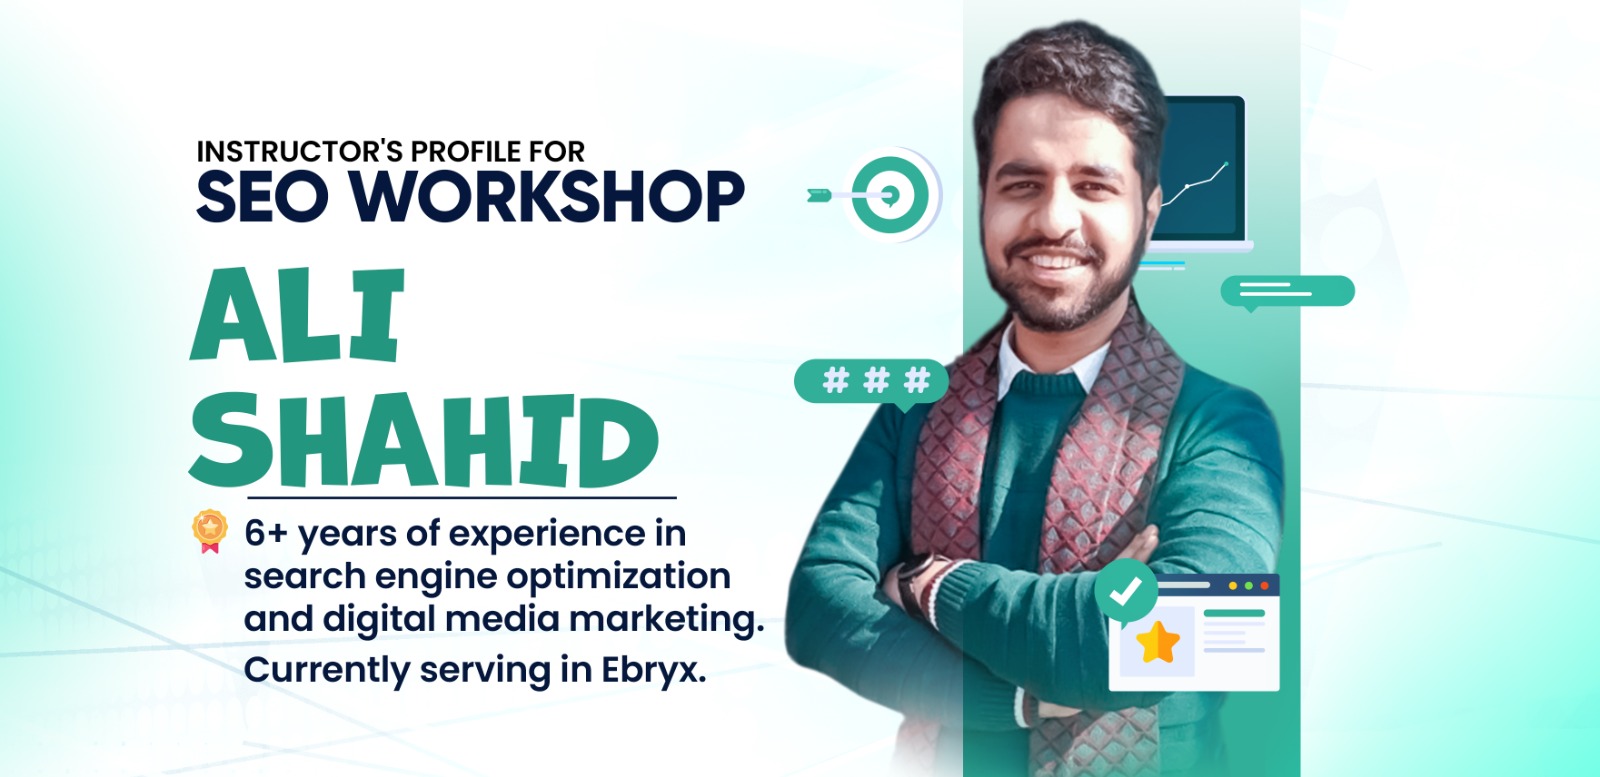 INSTRUCTOR'S PROFILE FOR
SEO WORKSHOP
ALI
SHAHID
6+ years of experience in
search engine optimization
and digital media marketing.
Currently serving in Ebryx.
# # #